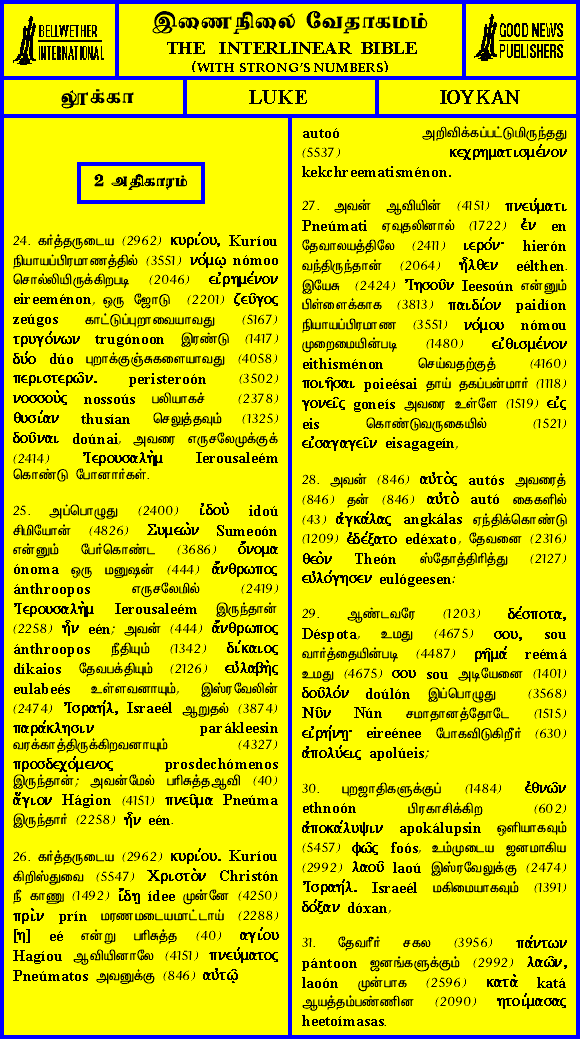 BELLWETHER
INTERNATIONAL
இணைநிலை வேதாகமம்
THE INTERLINEAR BIBLE
(WITH STRONG'S NUMBERS)
GOOD NEWS
PUBLISHERS
லூக்கா
LUKE
ΙΟΥΚΑΝ
2 அதிகாரம்
24. கர்த்தருடைய (2962) κυρίου, Kuríou
நியாயப்பிரமாணத்தில் (3551) νόμῳ nómoo
சொல்லியிருக்கிறபடி (2046) εἰρημένον
eireeménon, ஒரு ஜோடு (2201) ζεῦγος
zeúgos காட்டுப்புறாவையாவது (5167)
τρυγόνων trugónoon இரண்டு (1417)
δύο dúo புறாக்குஞ்சுகளையாவது (4058)
περιστερῶν. peristeroón (3502)
νοσσοὺς nossoús பலியாகச் (2378)
θυσίαν thusían செலுத்தவும் (1325)
δοῦναι doúnai, அவரை எருசலேமுக்குக்
(2414) Ἱερουσαλὴμ Ierousaleém
கொண்டு போனார்கள்.
25. அப்பொழுது (2400) ἰδοὺ idoú
சிமியோன் (4826) Συμεὼν Sumeoón
என்னும் பேர்கொண்ட (3686) ὄνομα
ónoma ஒரு மனுஷன் (444) ἄνθρωπος
ánthroopos எருசலேமில் (2419)
Ἱερουσαλὴμ Ierousaleém இருந்தான்
(2258) ἦν eén; அவன் (444) ἄνθρωπος
ánthroopos நீதியும் (1342) δίκαιος
díkaios தேவபக்தியும் (2126) εὐλαβὴς
eulabeés உள்ளவனாயும், இஸ்ரவேலின்
(2474) Ἰσραήλ, Israeél ஆறுதல் (3874)
παράκλησιν parákleesin
வரக்காத்திருக்கிறவனாயும் (4327)
προσδεχόμενος prosdechómenos
இருந்தான்; அவன்மேல் பரிசுத்தஆவி (40)
ἅγιον Hágion (4151) πνεῦμα Pneúma
இருந்தார் (2258) ἦν eén.
26. கர்த்தருடைய (2962) κυρίου. Kuríou
கிறிஸ்துவை (5547) Χριστὸν Christón
நீ காணு (1492) ἴδῃ ídee முன்னே (4250)
πρὶν prín மரணமடையமாட்டாய் (2288)
[ἢ] eé என்று பரிசுத்த (40) αγίου
Hagíou ஆவியினாலே (4151) πνεύματος
Pneúmatos அவனுக்கு (846) αὐτῷ
autoó அறிவிக்கப்பட்டுமிருந்தது
(5537) κεχρηματισμένον
kekchreematisménon.
27. அவன் ஆவியின் (4151) πνεύματι
Pneúmati ஏவுதலினால் (1722) ἐν en
தேவாலயத்திலே (2411) ιερόν· hierón
வந்திருந்தான் (2064) ἦλθεν eélthen.
இயேசு (2424) Ἰησοῦν Ieesoún என்னும்
பிள்ளைக்காக (3813) παιδίον paidíon
நியாயப்பிரமாண (3551) νόμου nómou
முறைமையின்படி (1480) εἰθισμένον
eithisménon செய்வதற்குத் (4160)
ποιῆσαι poieésai தாய் தகப்பன்மார் (1118)
γονεῖς goneís அவரை உள்ளே (1519) εἰς
eis கொண்டுவருகையில் (1521)
εἰσαγαγεῖν eisagageín,
28. அவன் (846) αὐτὸς autós அவரைத்
(846) தன் (846) αὐτὸ autó கைகளில்
(43) ἀγκάλας angkálas ஏந்திக்கொண்டு
(1209) ἐδέξατο edéxato, தேவனை (2316)
θεὸν Theón ஸ்தோத்திரித்து (2127)
εὐλόγησεν eulógeesen:
29. ஆண்டவரே (1203) δέσποτα,
Déspota, உமது (4675) σου, sou
வார்த்தையின்படி (4487) ρῆμά reémá
உமது (4675) σου sou அடியேனை (1401)
δοῦλόν doúlón இப்பொழுது (3568)
Νῦν Nún சமாதானத்தோடே (1515)
εἰρήνῃ· eireénee போகவிடுகிறீர் (630)
ἀπολύεις apolúeis;
30. புறஜாதிகளுக்குப் (1484) ἐθνῶν
ethnoón பிரகாசிக்கிற (602)
ἀποκάλυψιν apokálupsin ஒளியாகவும்
(5457) φῶς foós, உம்முடைய ஜனமாகிய
(2992) λαοῦ laoú இஸ்ரவேலுக்கு (2474)
Ἰσραήλ. Israeél மகிமையாகவும் (1391)
δόξαν dóxan,
31. தேவரீர் சகல (3956) πάντων
pántoon ஜனங்களுக்கும் (2992) λαῶν,
laoón முன்பாக (2596) κατὰ katá
ஆயத்தம்பண்ணின (2090) ητοίμασας
heetoímasas.